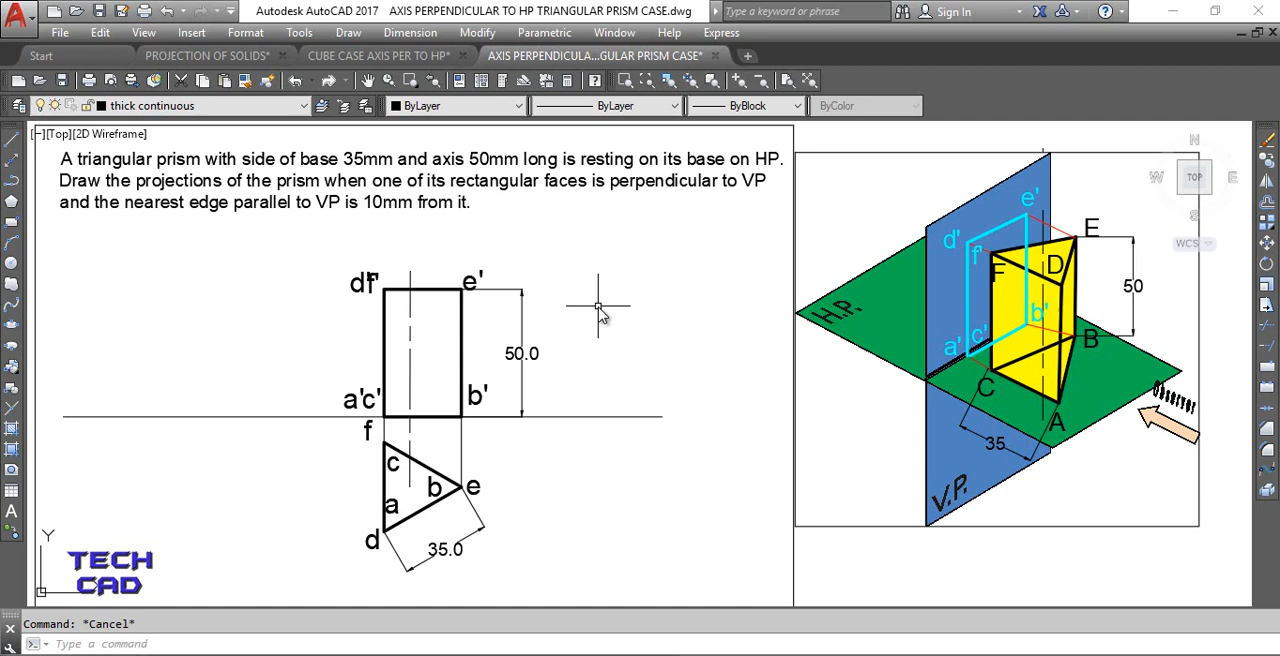 Autodesk AutoCAD 2017 AXIS PERPENDICULAR TO HP TRIANGULAR PRISM CASE.dwg
Type a keyword or phrase
Sign In
File Edit View Insert Format Tools Draw Dimension Modify Parametric Window Help Express
Start
PROJECTION OF SOLIDS*
CUBE CASE AXIS PER TO HP*
AXIS PERPENDICULA...GULAR PRISM CASE*
thick continuous
ByLayer
ByLayer
ByBlock
ByColor
[−][Top][2D Wireframe]
A triangular prism with side of base 35mm and axis 50mm long is resting on its base on HP.
Draw the projections of the prism when one of its rectangular faces is perpendicular to VP
and the nearest edge parallel to VP is 10mm from it.
d'f'
e'
50.0
a'c'
b'
f
c
b
e
a
d
35.0
TECH
CAD
Y
N
W
TOP
E
S
WCS
e'
d'
f'
E
F
D
50
H.P.
b'
a'
c'
B
C
A
Observer
35
V.P.
Command: *Cancel*
Type a command
A